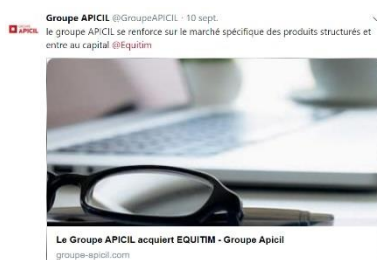 Groupe APICIL @GroupeAPICIL · 10 sept.
APICIL le groupe APICIL se renforce sur le marché spécifique des produits structurés et
entre au capital @Equitim
Le Groupe APICIL acquiert EQUITIM - Groupe Apicil
groupe-apicil.com